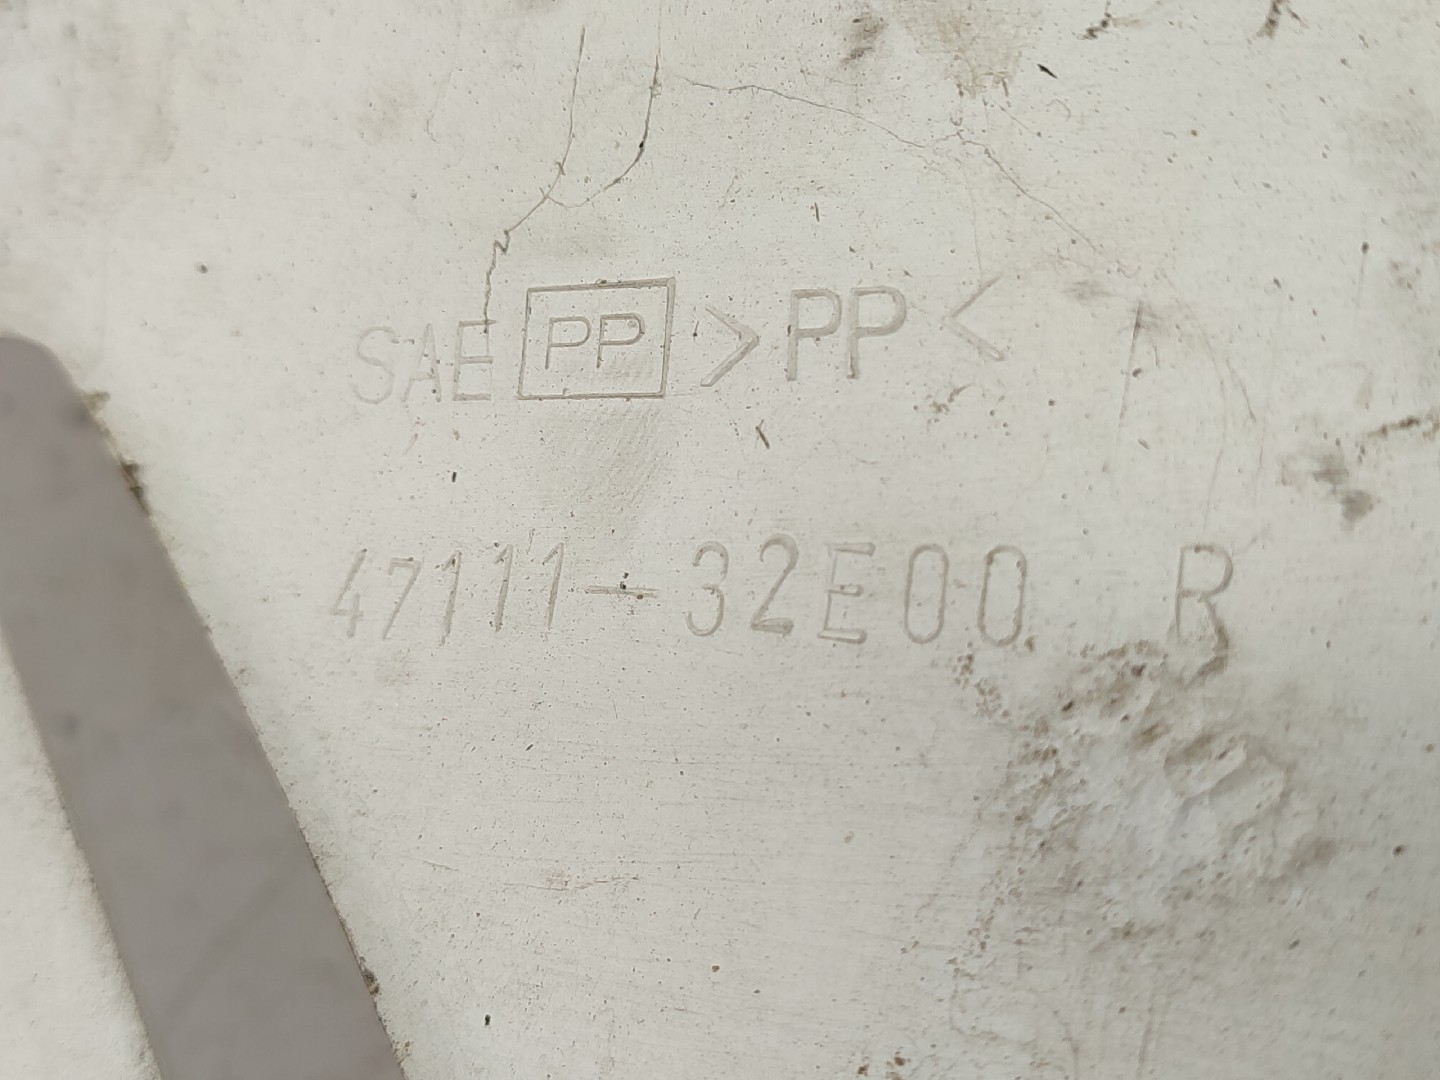 SAE PP >PP<
47111-32E00 R